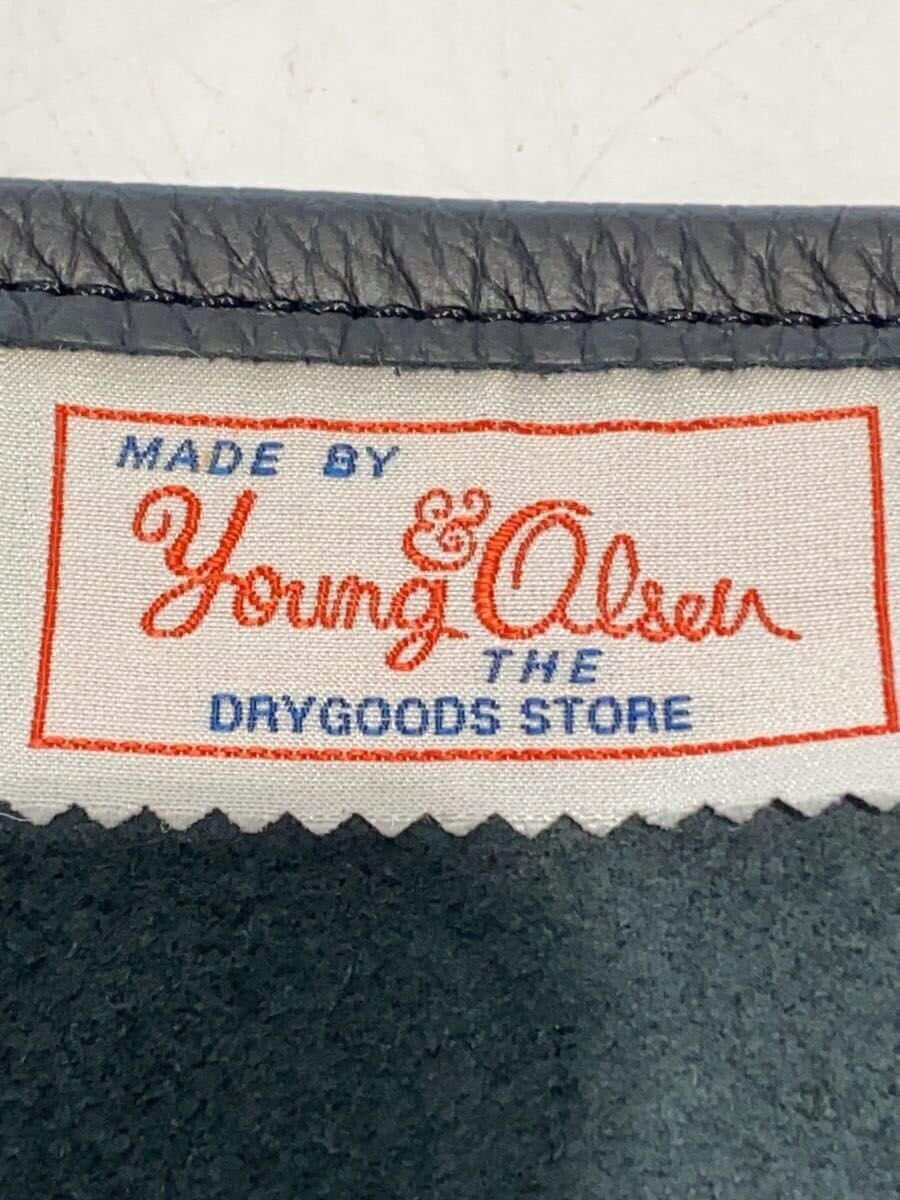 MADE BY
Young & Olsen
THE
DRYGOODS STORE